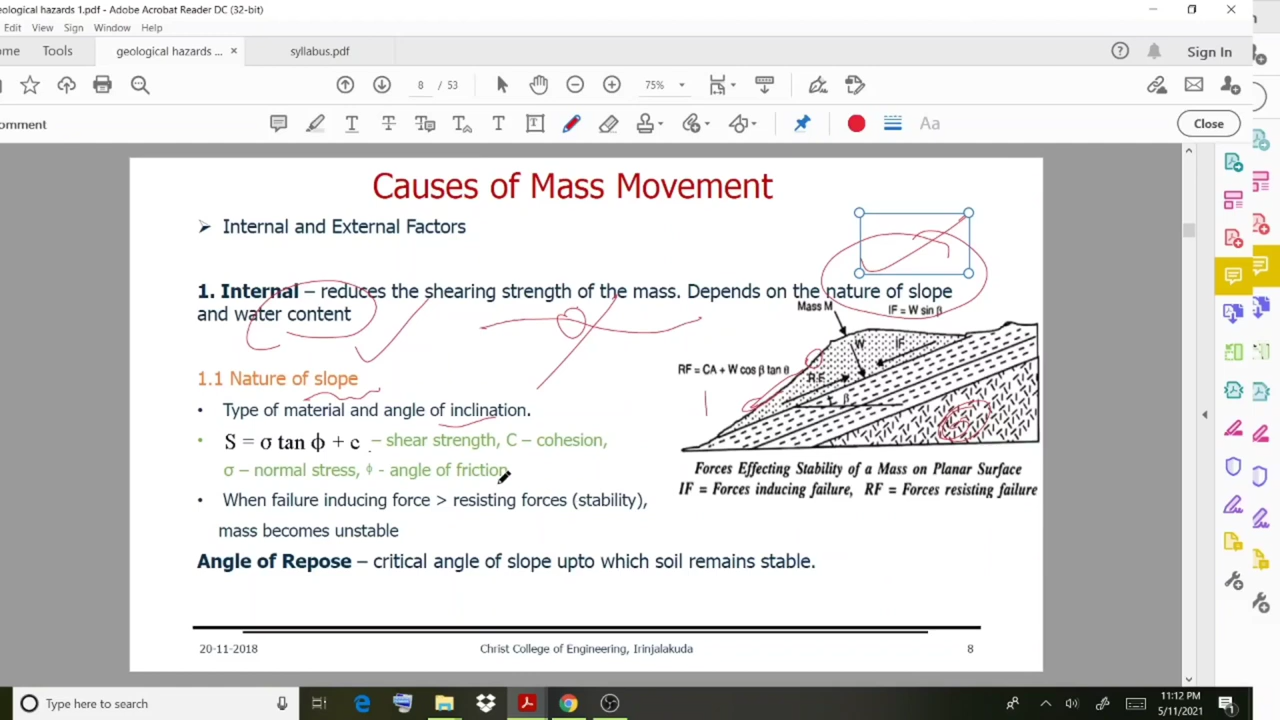 eological hazards 1.pdf - Adobe Acrobat Reader DC (32-bit)
Edit View Sign Window Help
ome Tools geological hazards ... × syllabus.pdf Sign In
8 / 53 75%
omment Aa Close
Causes of Mass Movement
➢ Internal and External Factors
1. Internal – reduces the shearing strength of the mass. Depends on the nature of slope
and water content
1.1 Nature of slope
• Type of material and angle of inclination.
• S = σ tan ϕ + c – shear strength, C – cohesion,
σ – normal stress, ϕ - angle of friction
• When failure inducing force > resisting forces (stability),
mass becomes unstable
Angle of Repose – critical angle of slope upto which soil remains stable.
Mass M
IF = W sin β
W
IF
RF = CA + W cos β tan θ
RF
β
Forces Effecting Stability of a Mass on Planar Surface
IF = Forces inducing failure, RF = Forces resisting failure
20-11-2018 Christ College of Engineering, Irinjalakuda 8
Type here to search
11:12 PM
5/11/2021